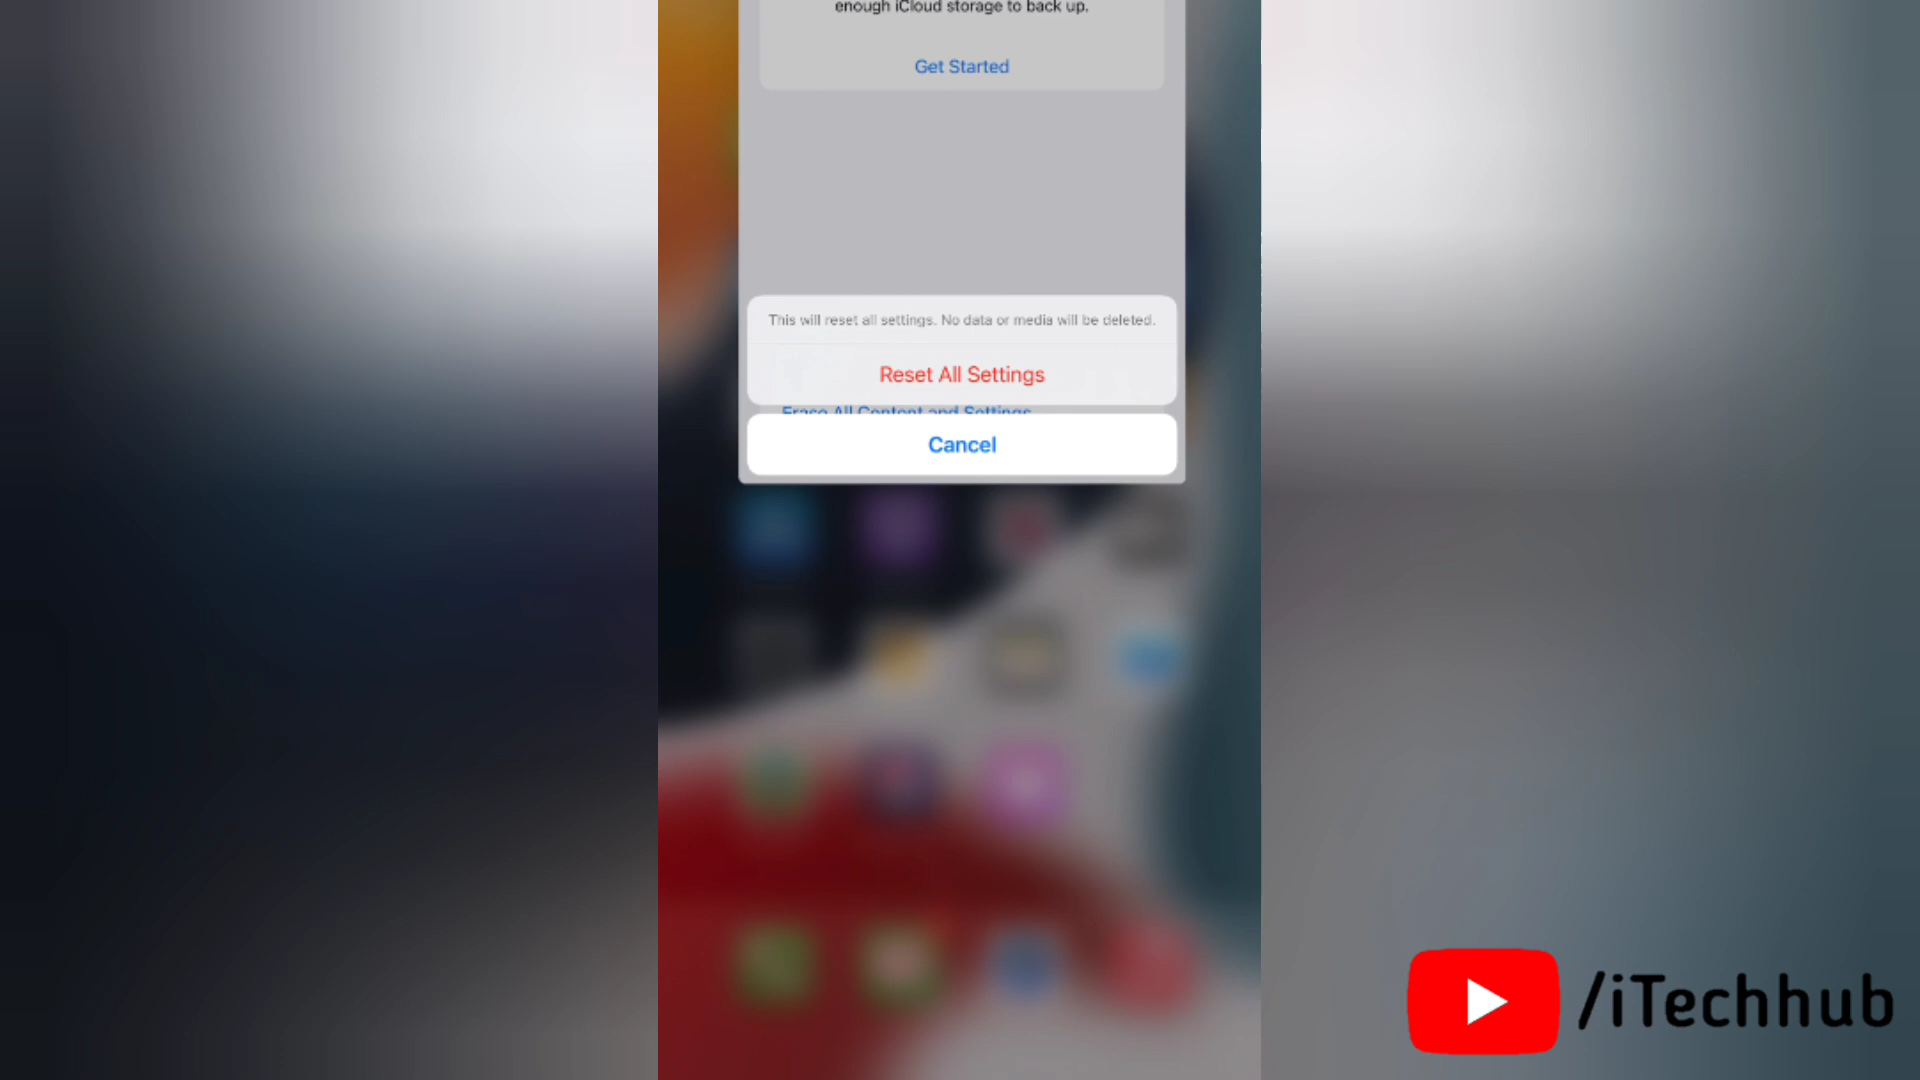 enough iCloud storage to back up.
Get Started
This will reset all settings. No data or media will be deleted.
Reset All Settings
Erase All Content and Settings
Cancel
/iTechhub